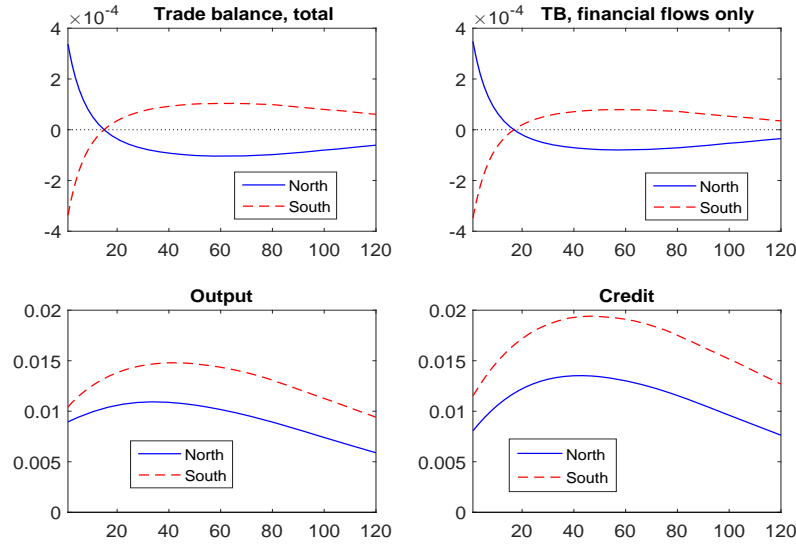 Trade balance, total
×10⁻⁴
4
2
0
-2
-4
20 40 60 80 100 120
North
South
TB, financial flows only
×10⁻⁴
4
2
0
-2
-4
20 40 60 80 100 120
North
South
Output
0.02
0.015
0.01
0.005
0
20 40 60 80 100 120
North
South
Credit
0.02
0.015
0.01
0.005
0
20 40 60 80 100 120
North
South